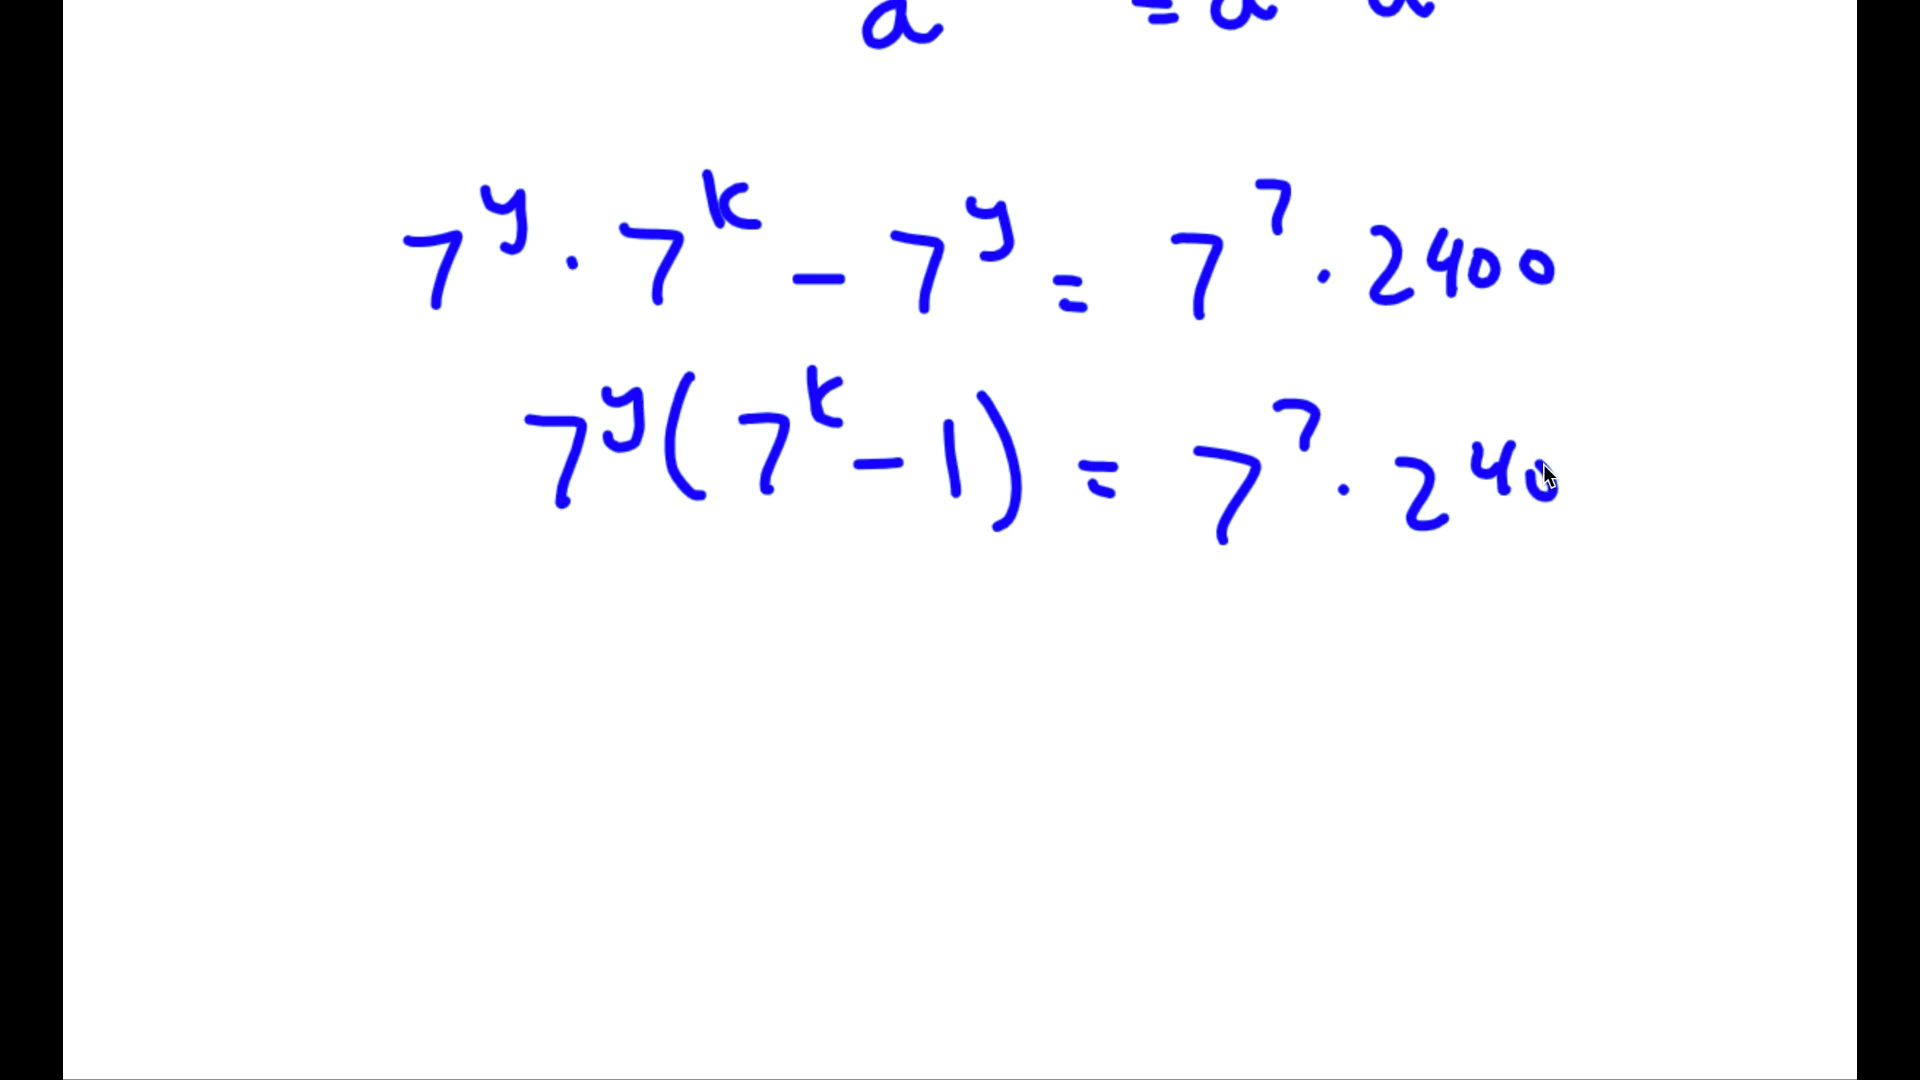 a = a a
7^y · 7^k - 7^y = 7^7 · 2400
7^y ( 7^k - 1 ) = 7^7 · 240